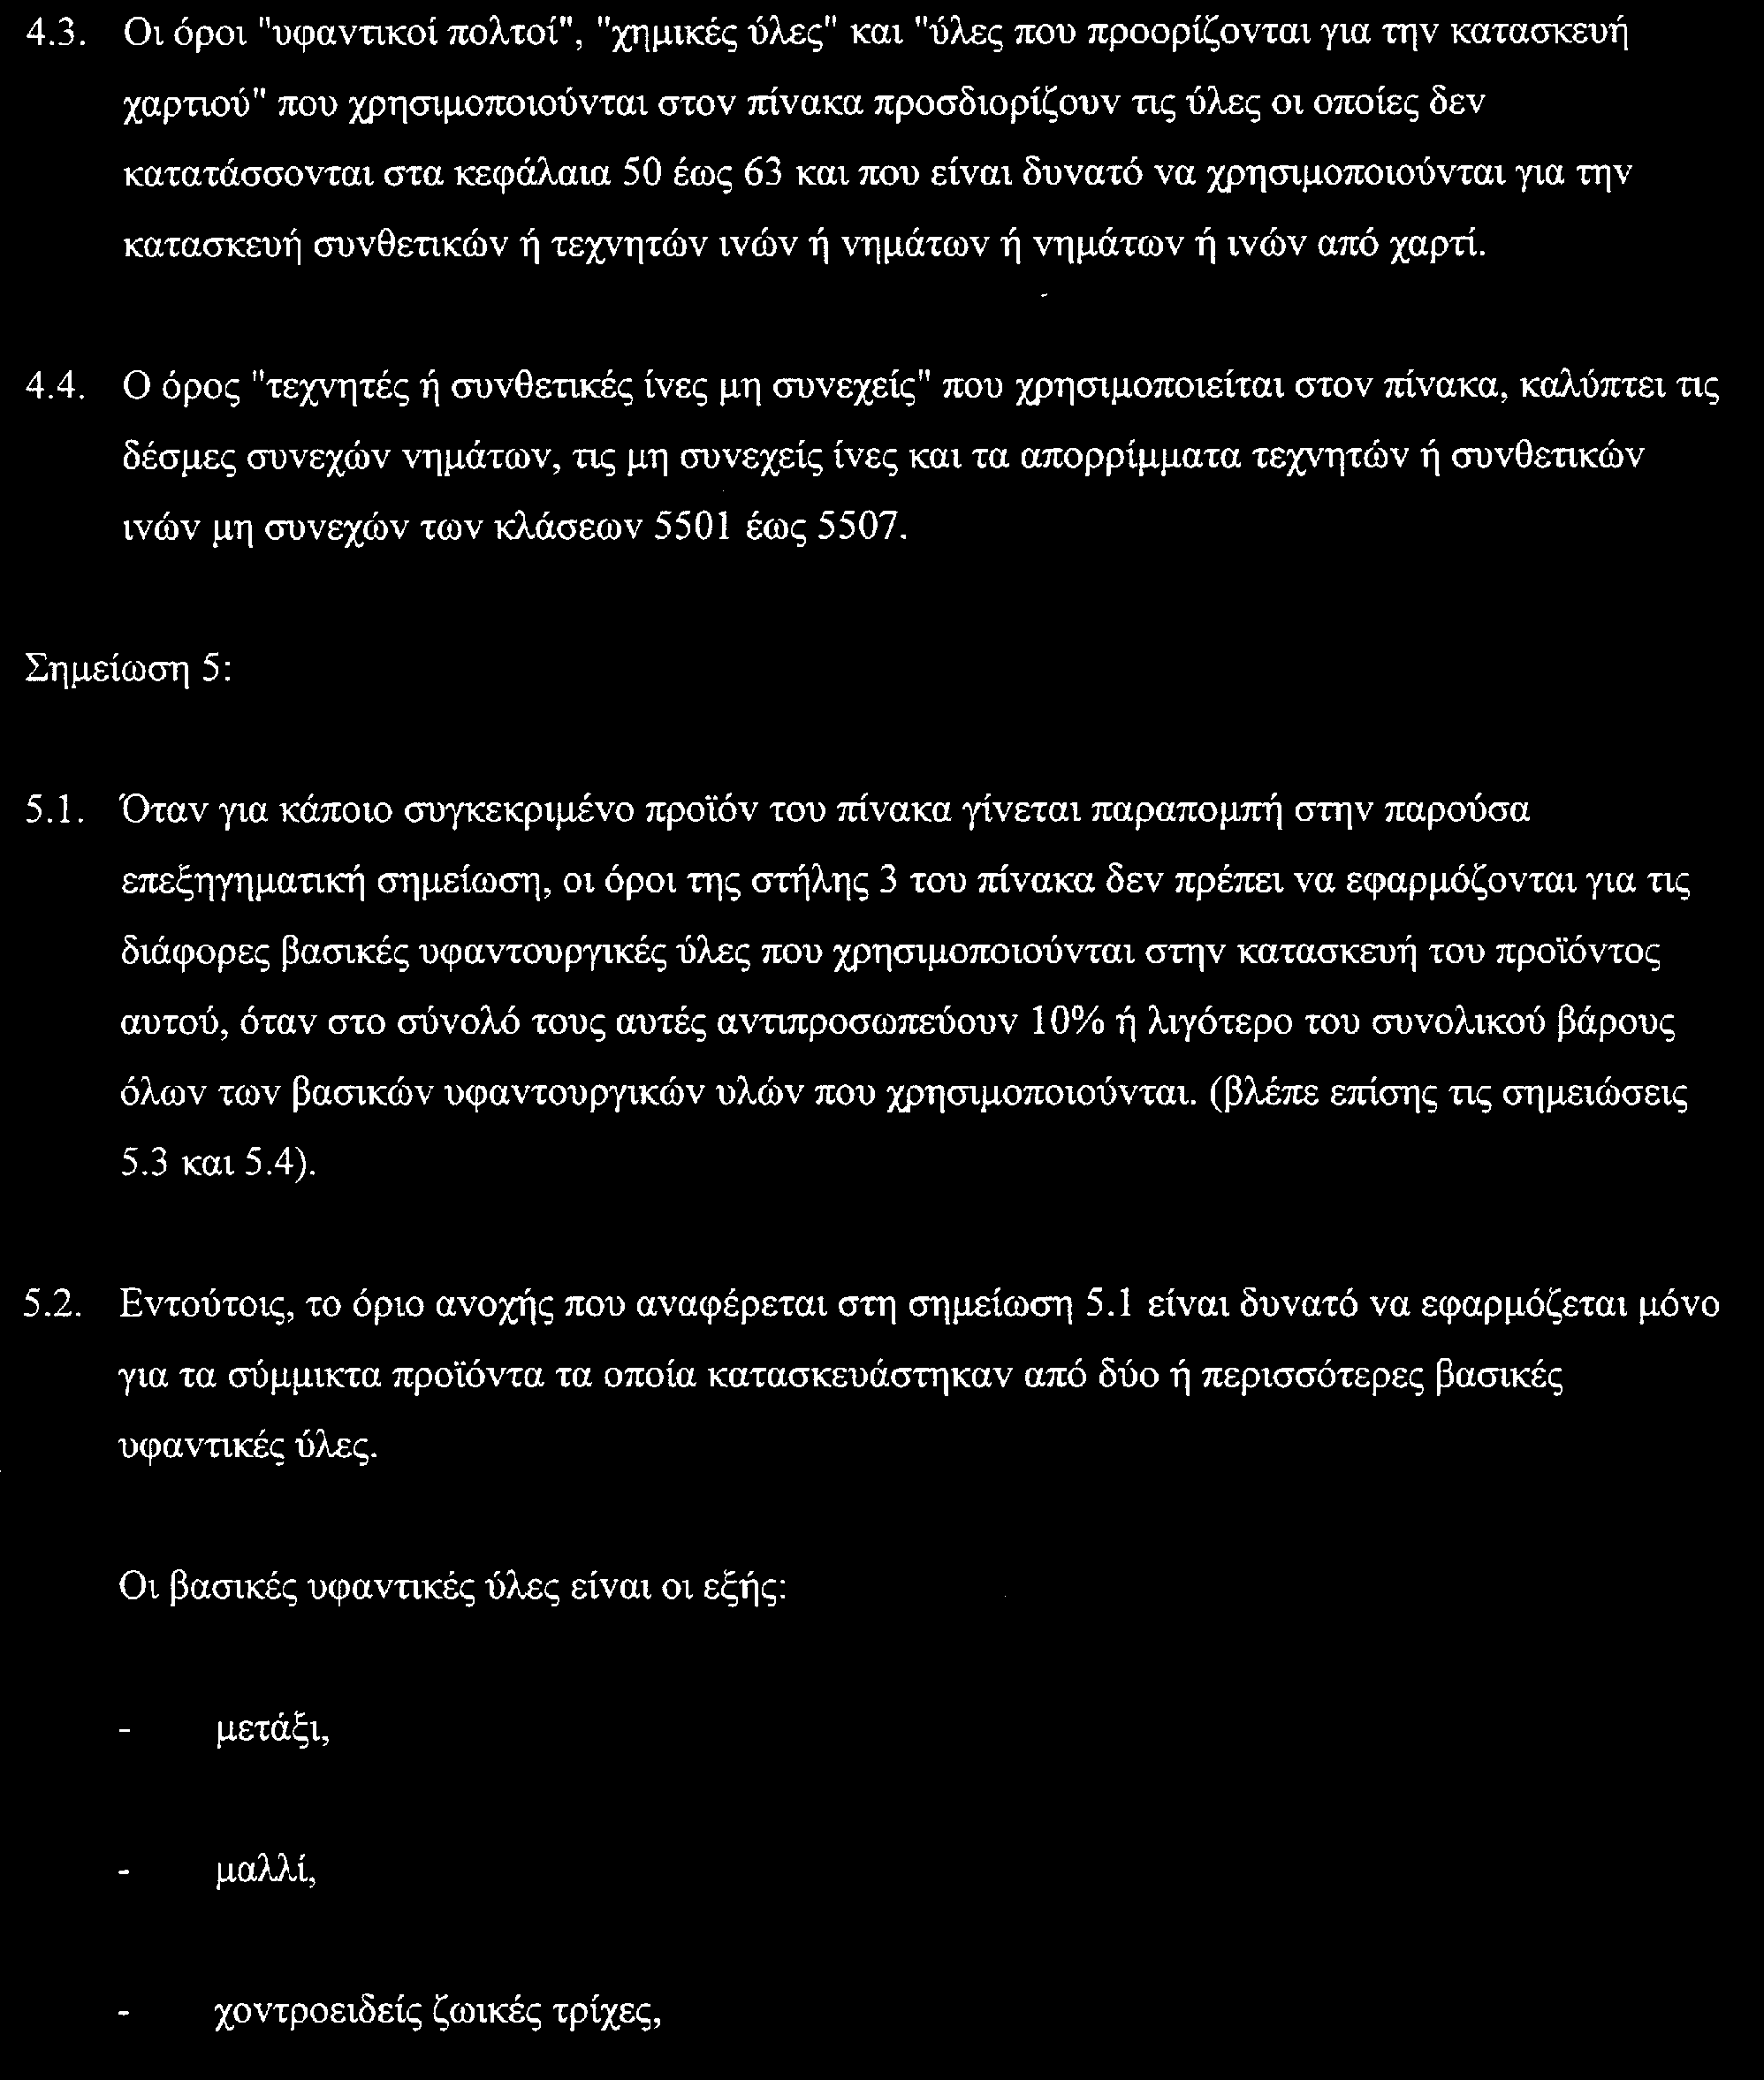 4.3. Οι όροι "υφαντικοί πολτοί", "χημικές ύλες" και "ύλες που προορίζονται για την κατασκευή
χαρτιού" που χρησιμοποιούνται στον πίνακα προσδιορίζουν τις ύλες οι οποίες δεν
κατατάσσονται στα κεφάλαια 50 έως 63 και που είναι δυνατό να χρησιμοποιούνται για την
κατασκευή συνθετικών ή τεχνητών ινών ή νημάτων ή νημάτων ή ινών από χαρτί.
4.4. Ο όρος "τεχνητές ή συνθετικές ίνες μη συνεχείς" που χρησιμοποιείται στον πίνακα, καλύπτει τις
δέσμες συνεχών νημάτων, τις μη συνεχείς ίνες και τα απορρίμματα τεχνητών ή συνθετικών
ινών μη συνεχών των κλάσεων 5501 έως 5507.
Σημείωση 5:
5.1. Όταν για κάποιο συγκεκριμένο προϊόν του πίνακα γίνεται παραπομπή στην παρούσα
επεξηγηματική σημείωση, οι όροι της στήλης 3 του πίνακα δεν πρέπει να εφαρμόζονται για τις
διάφορες βασικές υφαντουργικές ύλες που χρησιμοποιούνται στην κατασκευή του προϊόντος
αυτού, όταν στο σύνολό τους αυτές αντιπροσωπεύουν 10% ή λιγότερο του συνολικού βάρους
όλων των βασικών υφαντουργικών υλών που χρησιμοποιούνται. (βλέπε επίσης τις σημειώσεις
5.3 και 5.4).
5.2. Εντούτοις, το όριο ανοχής που αναφέρεται στη σημείωση 5.1 είναι δυνατό να εφαρμόζεται μόνο
για τα σύμμικτα προϊόντα τα οποία κατασκευάστηκαν από δύο ή περισσότερες βασικές
υφαντικές ύλες.
Οι βασικές υφαντικές ύλες είναι οι εξής:
- μετάξι,
- μαλλί,
- χοντροειδείς ζωικές τρίχες,